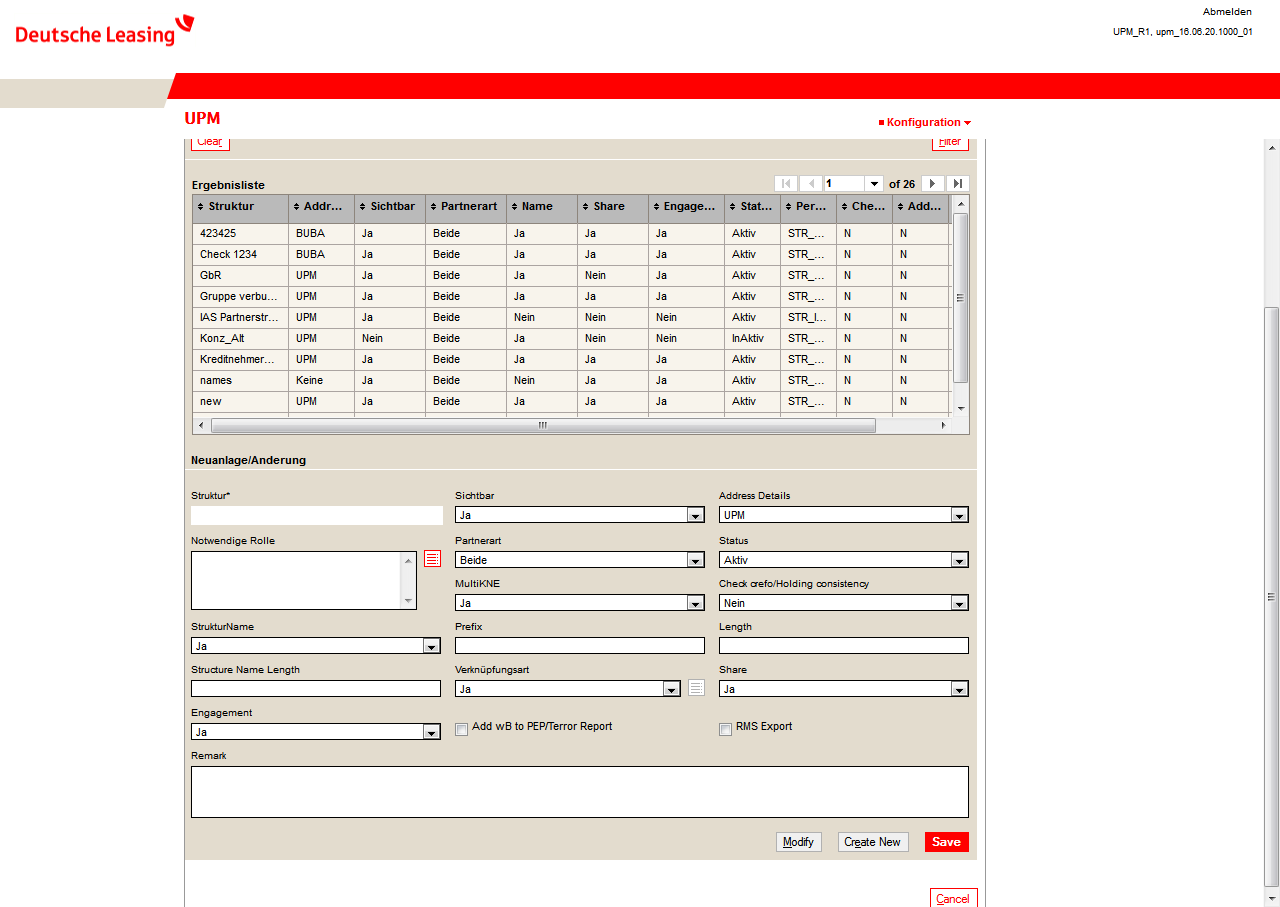 Deutsche Leasing
Abmelden
UPM_R1, upm_16.06.20.1000_01
UPM
Konfiguration
Clear
Filter
Ergebnisliste
1 of 26
Struktur Addr... Sichtbar Partnerart Name Share Engage... Stat... Per... Che... Add...
423425 BUBA Ja Beide Ja Ja Ja Aktiv STR_... N N
Check 1234 BUBA Ja Beide Ja Ja Ja Aktiv STR_... N N
GbR UPM Ja Beide Ja Nein Ja Aktiv STR_... N N
Gruppe verbu... UPM Ja Beide Ja Ja Ja Aktiv STR_... N N
IAS Partnerstr... UPM Ja Beide Nein Nein Nein Aktiv STR_I... N N
Konz_Alt UPM Nein Beide Ja Nein Nein InAktiv STR_... N N
Kreditnehmer... UPM Ja Beide Ja Ja Ja Aktiv STR_... N N
names Keine Ja Beide Nein Ja Ja Aktiv STR_... N N
new UPM Ja Beide Ja Ja Ja Aktiv STR_... N N
Neuanlage/Anderung
Struktur* Sichtbar Address Details
Ja UPM
Notwendige Rolle Partnerart Status
Beide Aktiv
MultiKNE Check crefo/Holding consistency
Ja Nein
StrukturName Prefix Length
Ja
Structure Name Length Verknüpfungsart Share
Ja Ja
Engagement
Ja Add wB to PEP/Terror Report RMS Export
Remark
Modify Create New Save
Cancel